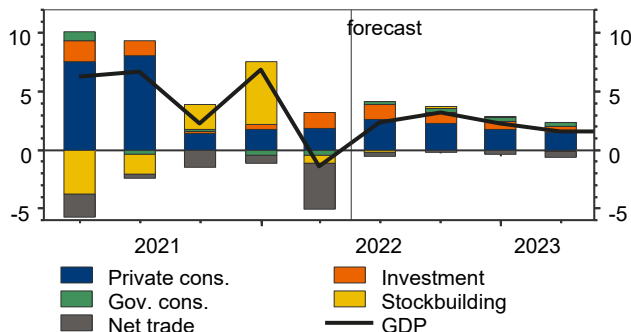 forecast
10 10
5 5
0 0
-5 -5
2021 2022 2023
Private cons. Investment
Gov. cons. Stockbuilding
Net trade GDP